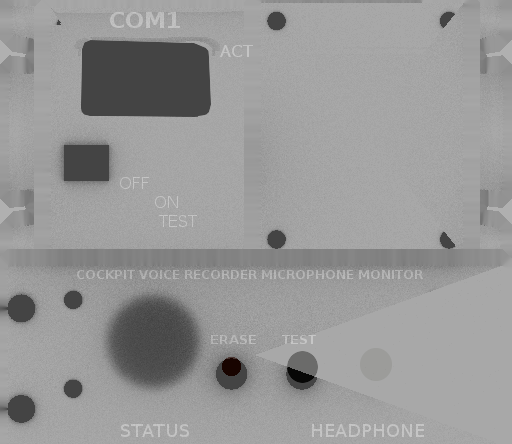 COM1
ACT
OFF
ON
TEST
COCKPIT VOICE RECORDER MICROPHONE MONITOR
ERASE TEST
STATUS HEADPHONE